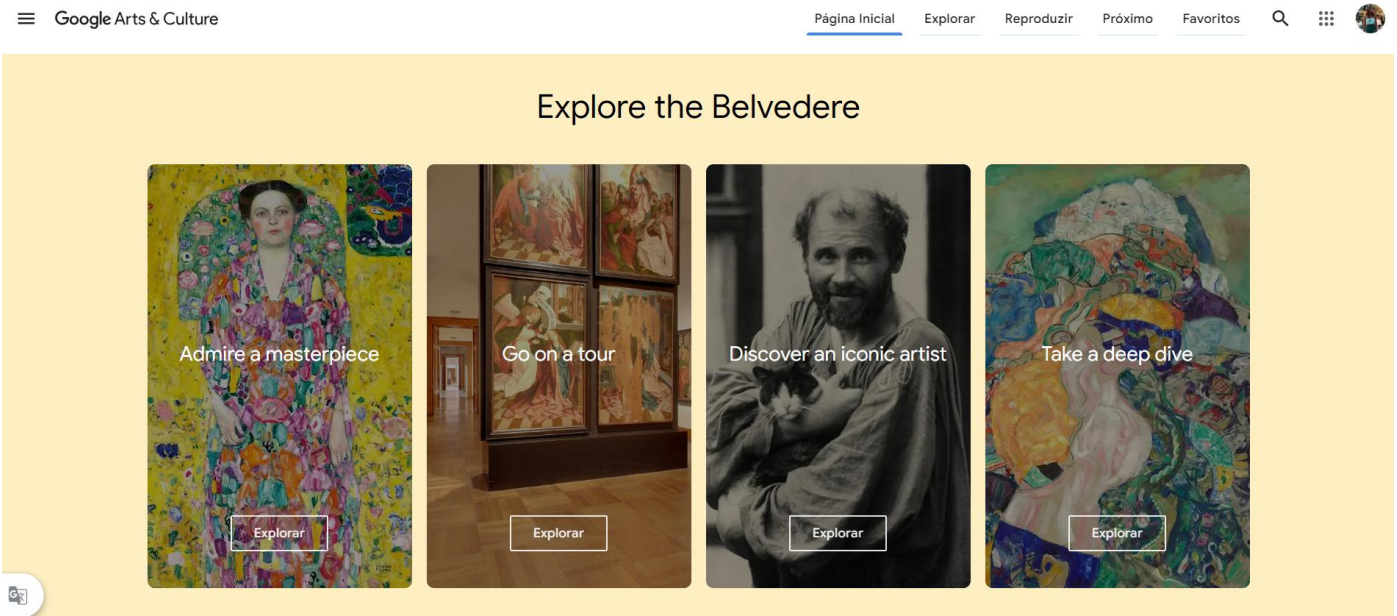 Google Arts & Culture
Página Inicial Explorar Reproduzir Próximo Favoritos
Explore the Belvedere
Admire a masterpiece
Explorar
Go on a tour
Explorar
Discover an iconic artist
Explorar
Take a deep dive
Explorar